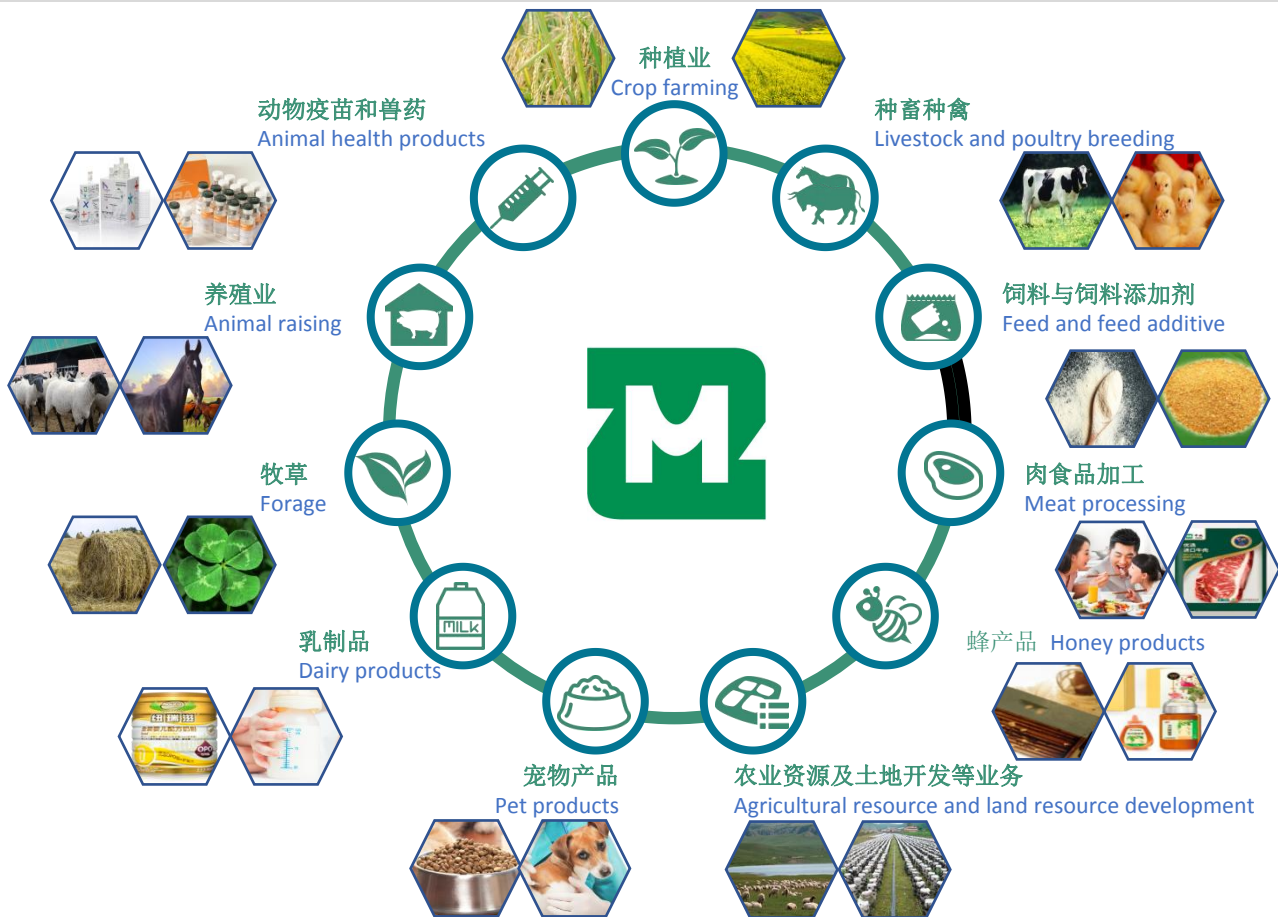 种植业
Crop farming
动物疫苗和兽药
Animal health products
种畜种禽
Livestock and poultry breeding
养殖业
Animal raising
饲料与饲料添加剂
Feed and feed additive
M
牧草
Forage
肉食品加工
Meat processing
MILK
乳制品
Dairy products
蜂产品 Honey products
宠物产品
Pet products
农业资源及土地开发等业务
Agricultural resource and land resource development
OPO